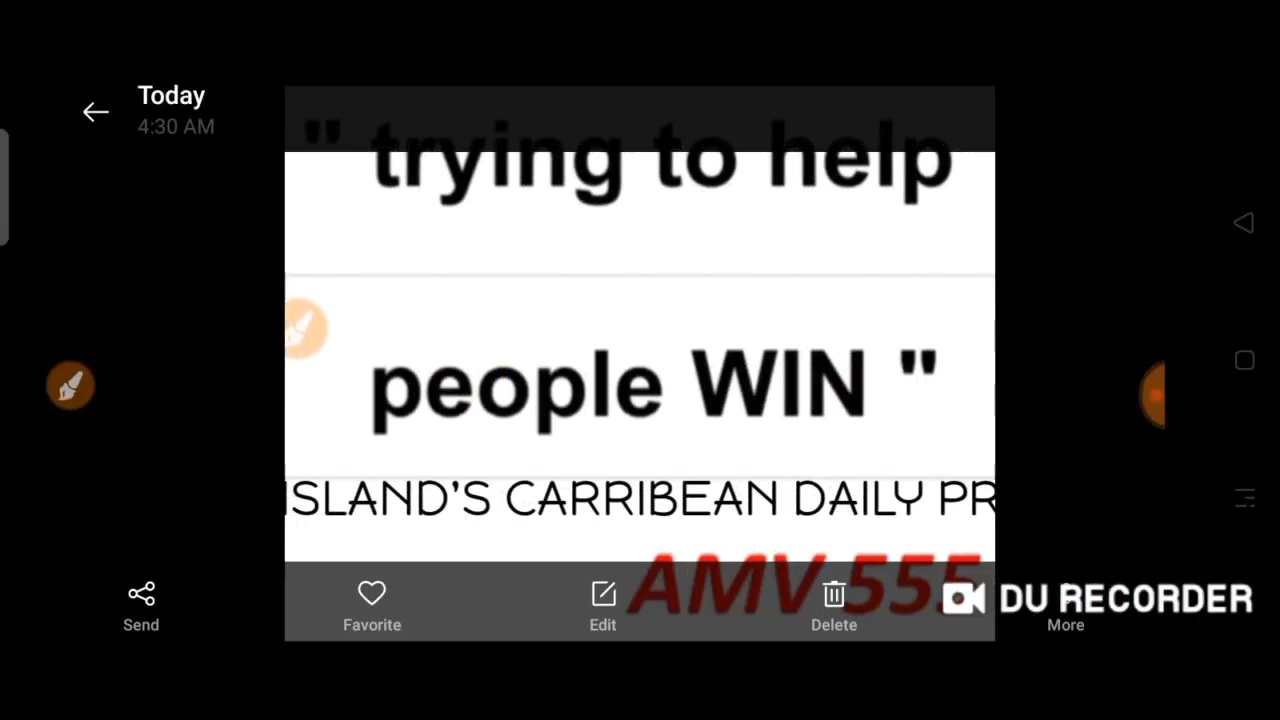 Today
4:30 AM
" trying to help
people WIN "
ISLAND'S CARRIBEAN DAILY PR
AMV 555
DU RECORDER
Send
Favorite
Edit
Delete
More